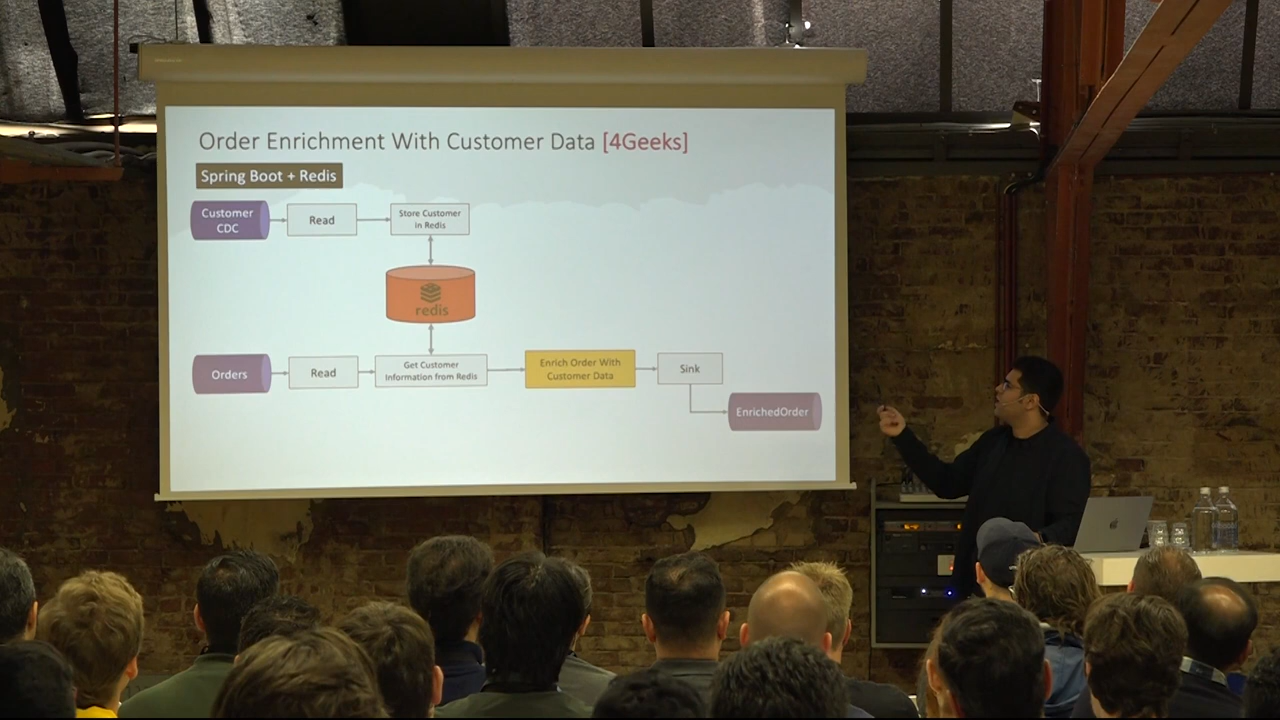 Order Enrichment With Customer Data [4Geeks]
Spring Boot + Redis
Customer
CDC
Read
Store Customer
in Redis
redis
Orders
Read
Get Customer
Information from Redis
Enrich Order With
Customer Data
Sink
EnrichedOrder